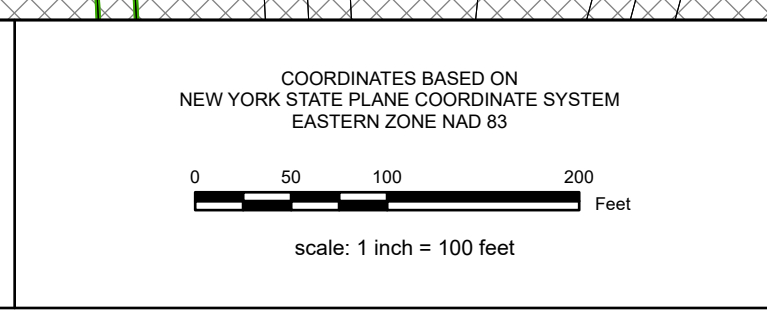 COORDINATES BASED ON
NEW YORK STATE PLANE COORDINATE SYSTEM
EASTERN ZONE NAD 83
0 50 100 200
Feet
scale: 1 inch = 100 feet